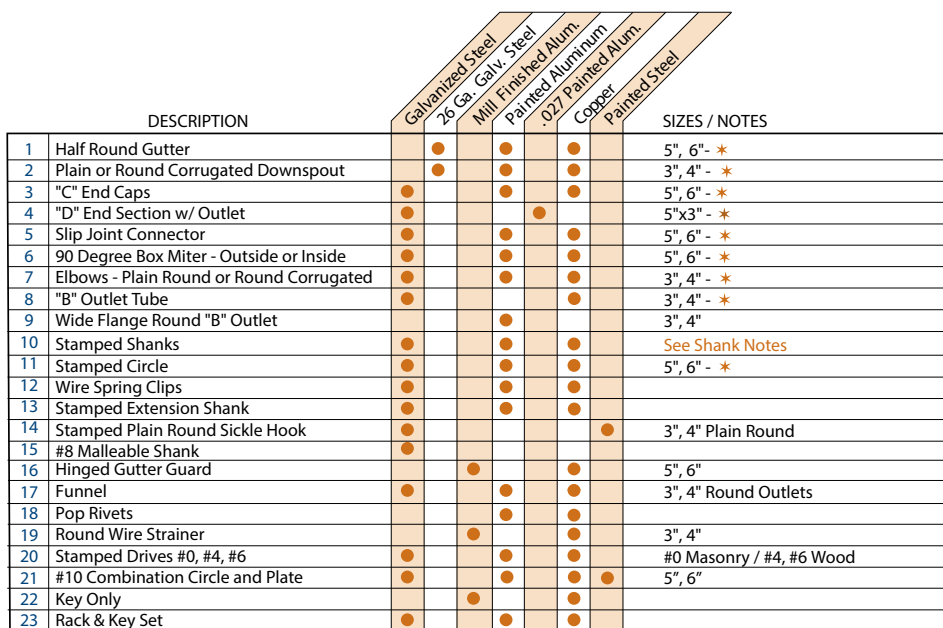 Galvanized Steel
26 Ga. Galv. Steel
Mill Finished Alum.
Painted Aluminum
.027 Painted Alum.
Copper
Painted Steel
DESCRIPTION SIZES / NOTES
1 Half Round Gutter 5", 6"- ✶
2 Plain or Round Corrugated Downspout 3", 4" - ✶
3 "C" End Caps 5", 6" - ✶
4 "D" End Section w/ Outlet 5"x3" - ✶
5 Slip Joint Connector 5", 6" - ✶
6 90 Degree Box Miter - Outside or Inside 5", 6" - ✶
7 Elbows - Plain Round or Round Corrugated 3", 4" - ✶
8 "B" Outlet Tube 3", 4" - ✶
9 Wide Flange Round "B" Outlet 3", 4"
10 Stamped Shanks See Shank Notes
11 Stamped Circle 5", 6" - ✶
12 Wire Spring Clips
13 Stamped Extension Shank
14 Stamped Plain Round Sickle Hook 3", 4" Plain Round
15 #8 Malleable Shank
16 Hinged Gutter Guard 5", 6"
17 Funnel 3", 4" Round Outlets
18 Pop Rivets
19 Round Wire Strainer 3", 4"
20 Stamped Drives #0, #4, #6 #0 Masonry / #4, #6 Wood
21 #10 Combination Circle and Plate 5”, 6”
22 Key Only
23 Rack & Key Set